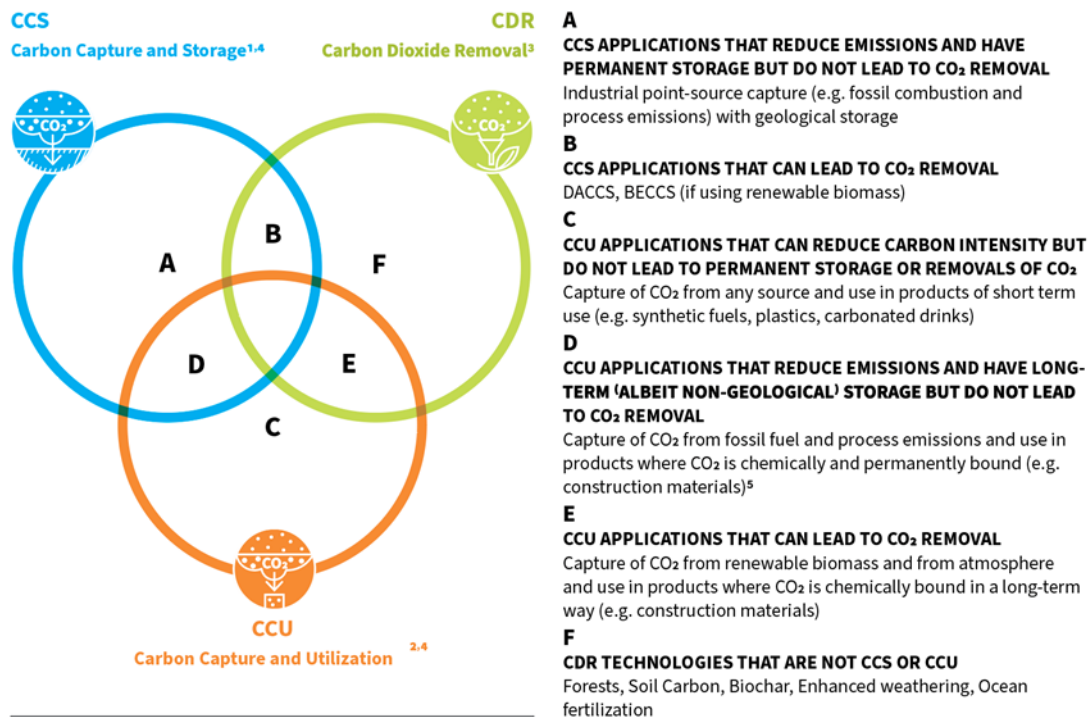 CCS
Carbon Capture and Storage¹,⁴
CDR
Carbon Dioxide Removal³
CO₂
CO₂
A
B
F
D
E
C
CO₂
CCU
Carbon Capture and Utilization 2,4
A
CCS APPLICATIONS THAT REDUCE EMISSIONS AND HAVE
PERMANENT STORAGE BUT DO NOT LEAD TO CO₂ REMOVAL
Industrial point-source capture (e.g. fossil combustion and
process emissions) with geological storage
B
CCS APPLICATIONS THAT CAN LEAD TO CO₂ REMOVAL
DACCS, BECCS (if using renewable biomass)
C
CCU APPLICATIONS THAT CAN REDUCE CARBON INTENSITY BUT
DO NOT LEAD TO PERMANENT STORAGE OR REMOVALS OF CO₂
Capture of CO₂ from any source and use in products of short term
use (e.g. synthetic fuels, plastics, carbonated drinks)
D
CCU APPLICATIONS THAT REDUCE EMISSIONS AND HAVE LONG-
TERM (ALBEIT NON-GEOLOGICAL) STORAGE BUT DO NOT LEAD
TO CO₂ REMOVAL
Capture of CO₂ from fossil fuel and process emissions and use in
products where CO₂ is chemically and permanently bound (e.g.
construction materials)⁵
E
CCU APPLICATIONS THAT CAN LEAD TO CO₂ REMOVAL
Capture of CO₂ from renewable biomass and from atmosphere
and use in products where CO₂ is chemically bound in a long-term
way (e.g. construction materials)
F
CDR TECHNOLOGIES THAT ARE NOT CCS OR CCU
Forests, Soil Carbon, Biochar, Enhanced weathering, Ocean
fertilization